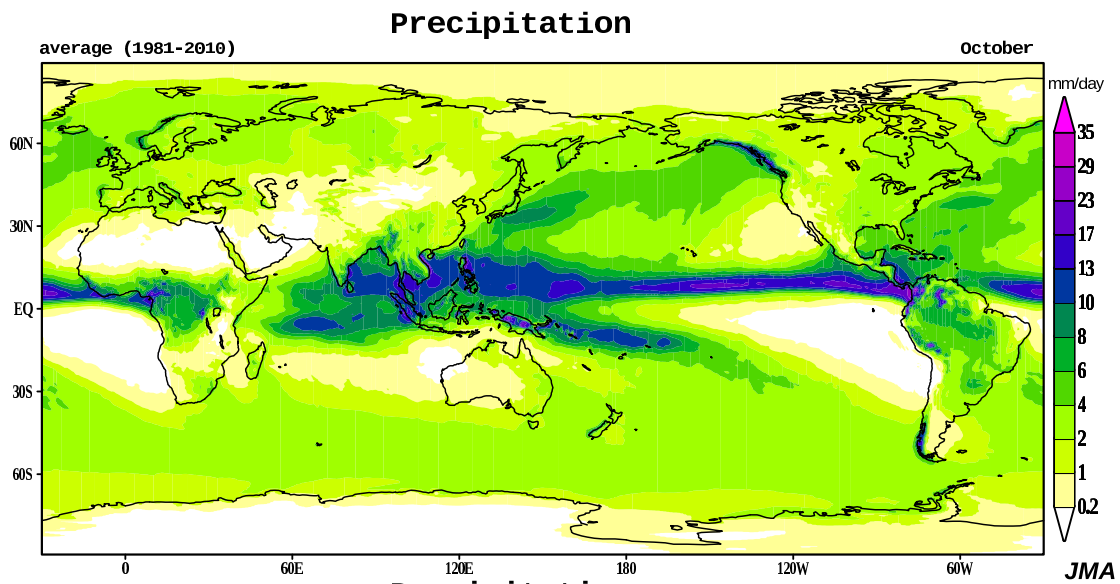 Precipitation
average (1981-2010)
October
mm/day
35
29
23
17
13
10
8
6
4
2
1
0.2
60N
30N
EQ
30S
60S
0 60E 120E 180 120W 60W
JMA